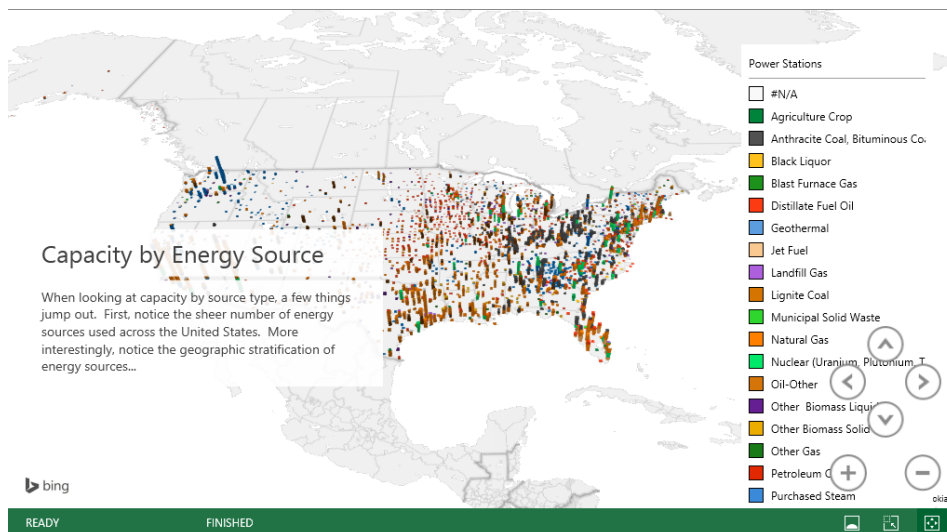 Power Stations
#N/A
Agriculture Crop
Anthracite Coal, Bituminous Co
Black Liquor
Blast Furnace Gas
Distillate Fuel Oil
Geothermal
Jet Fuel
Landfill Gas
Lignite Coal
Municipal Solid Waste
Natural Gas
Nuclear (Uranium, Plutonium, T
Oil-Other
Other Biomass Liquid
Other Biomass Solid
Other Gas
Petroleum C
Purchased Steam
Capacity by Energy Source
When looking at capacity by source type, a few things
jump out. First, notice the sheer number of energy
sources used across the United States. More
interestingly, notice the geographic stratification of
energy sources...
bing
okia
READY
FINISHED